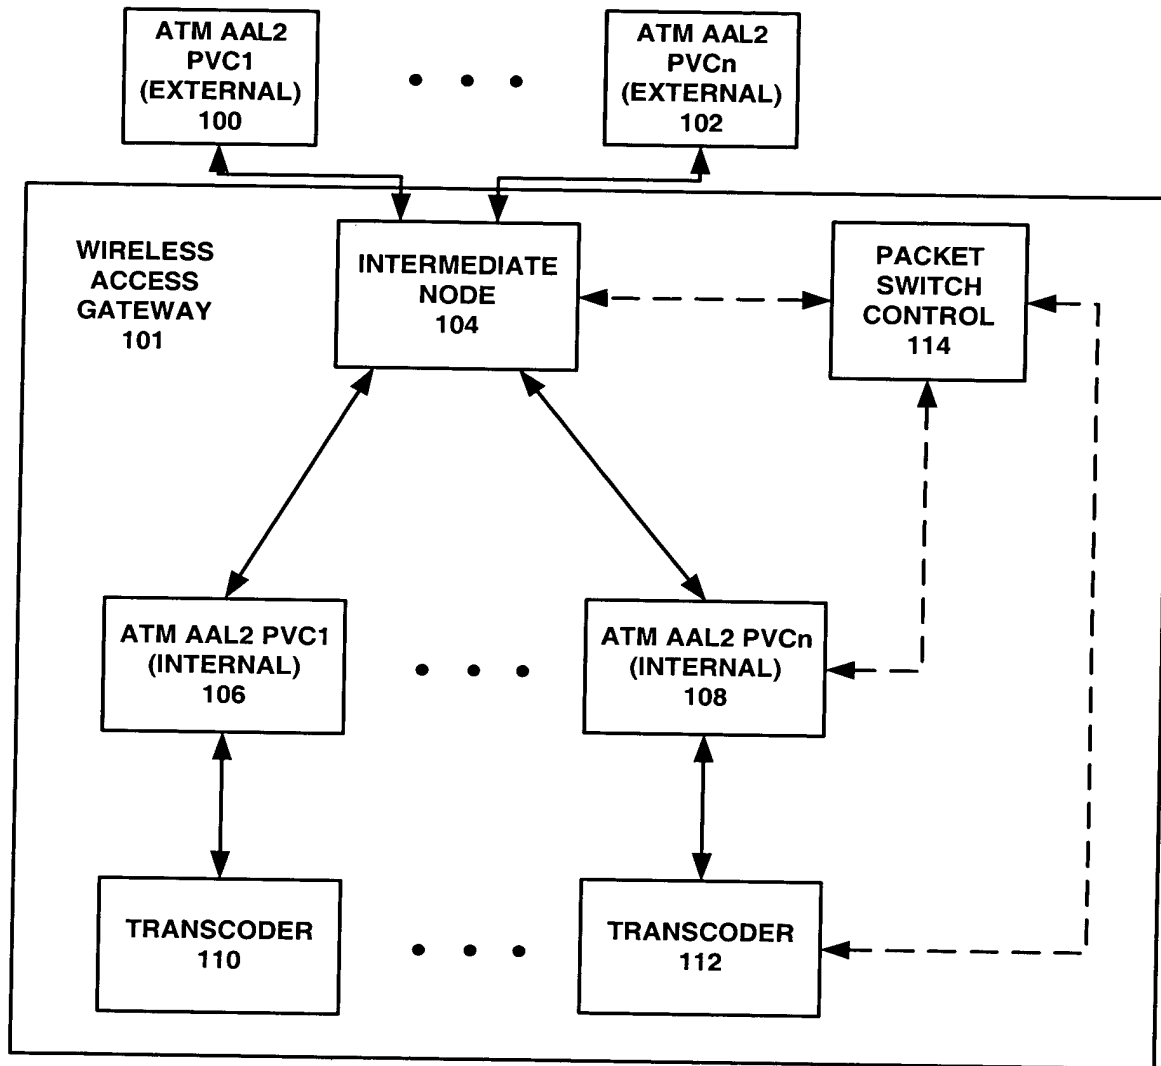 ATM AAL2
PVC1
(EXTERNAL)
100
ATM AAL2
PVCn
(EXTERNAL)
102
WIRELESS
ACCESS
GATEWAY
101
INTERMEDIATE
NODE
104
PACKET
SWITCH
CONTROL
114
ATM AAL2 PVC1
(INTERNAL)
106
ATM AAL2 PVCn
(INTERNAL)
108
TRANSCODER
110
TRANSCODER
112